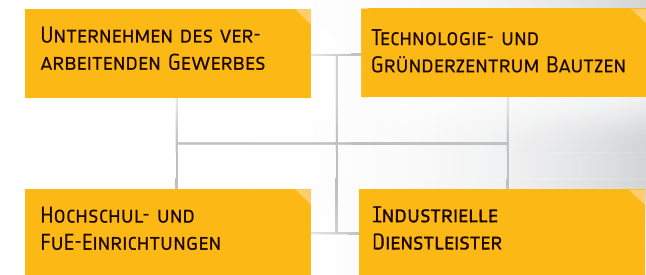 Unternehmen des ver-
arbeitenden Gewerbes
Technologie- und
Gründerzentrum Bautzen
Hochschul- und
FuE-Einrichtungen
Industrielle
Dienstleister